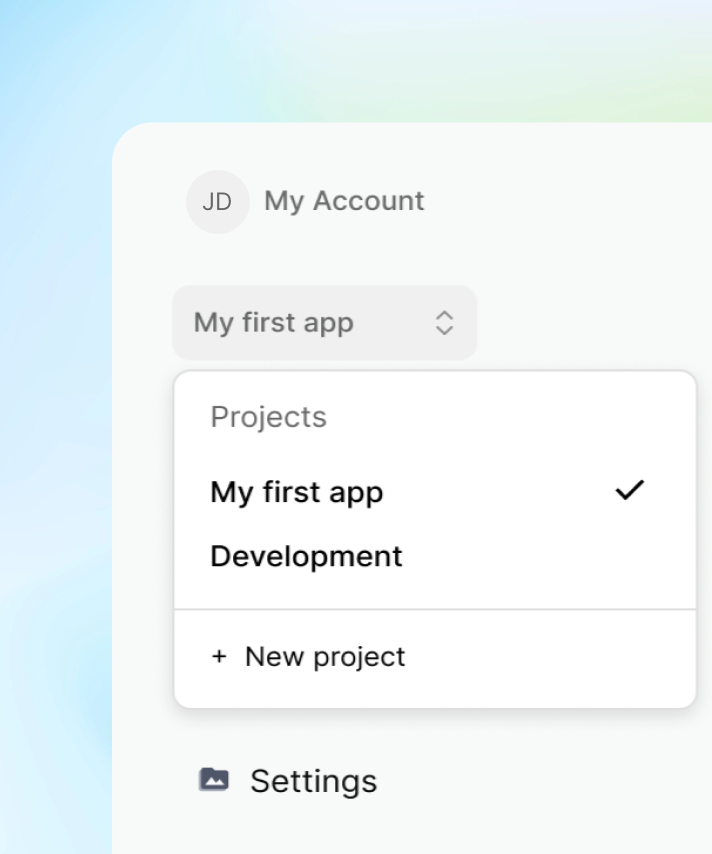 JD My Account
My first app
Projects
My first app
Development
+ New project
Settings